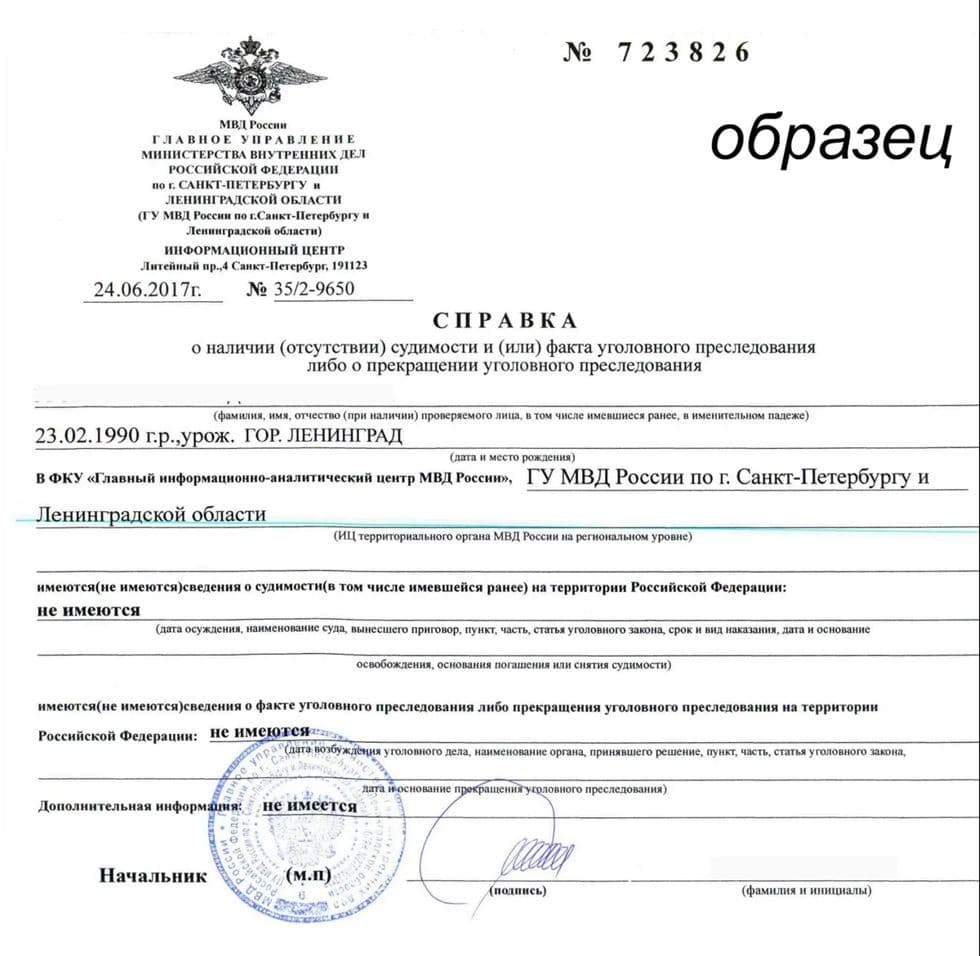 № 723826
образец
МВД России
ГЛАВНОЕ УПРАВЛЕНИЕ
МИНИСТЕРСТВА ВНУТРЕННИХ ДЕЛ
РОССИЙСКОЙ ФЕДЕРАЦИИ
по г. САНКТ-ПЕТЕРБУРГУ и
ЛЕНИНГРАДСКОЙ ОБЛАСТИ
(ГУ МВД России по г.Санкт-Петербургу и
Ленинградской области)
ИНФОРМАЦИОННЫЙ ЦЕНТР
Литейный пр.,4 Санкт-Петербург, 191123
24.06.2017г. № 35/2-9650
СПРАВКА
о наличии (отсутствии) судимости и (или) факта уголовного преследования
либо о прекращении уголовного преследования
(фамилия, имя, отчество (при наличии) проверяемого лица, в том числе имевшиеся ранее, в именительном падеже)
23.02.1990 г.р.,урож. ГОР. ЛЕНИНГРАД
(дата и место рождения)
В ФКУ «Главный информационно-аналитический центр МВД России», ГУ МВД России по г. Санкт-Петербургу и
Ленинградской области
(ИЦ территориального органа МВД России на региональном уровне)
имеются(не имеются)сведения о судимости(в том числе имевшейся ранее) на территории Российской Федерации:
не имеются
(дата осуждения, наименование суда, вынесшего приговор, пункт, часть, статья уголовного закона, срок и вид наказания, дата и основание
освобождения, основания погашения или снятия судимости)
имеются(не имеются)сведения о факте уголовного преследования либо прекращения уголовного преследования на территории
Российской Федерации: не имеются
(дата возбуждения уголовного дела, наименование органа, принявшего решение, пункт, часть, статья уголовного закона,
дата и основание прекращения уголовного преследования)
Дополнительная информация: не имеется
Начальник (м.п)
(подпись) (фамилия и инициалы)